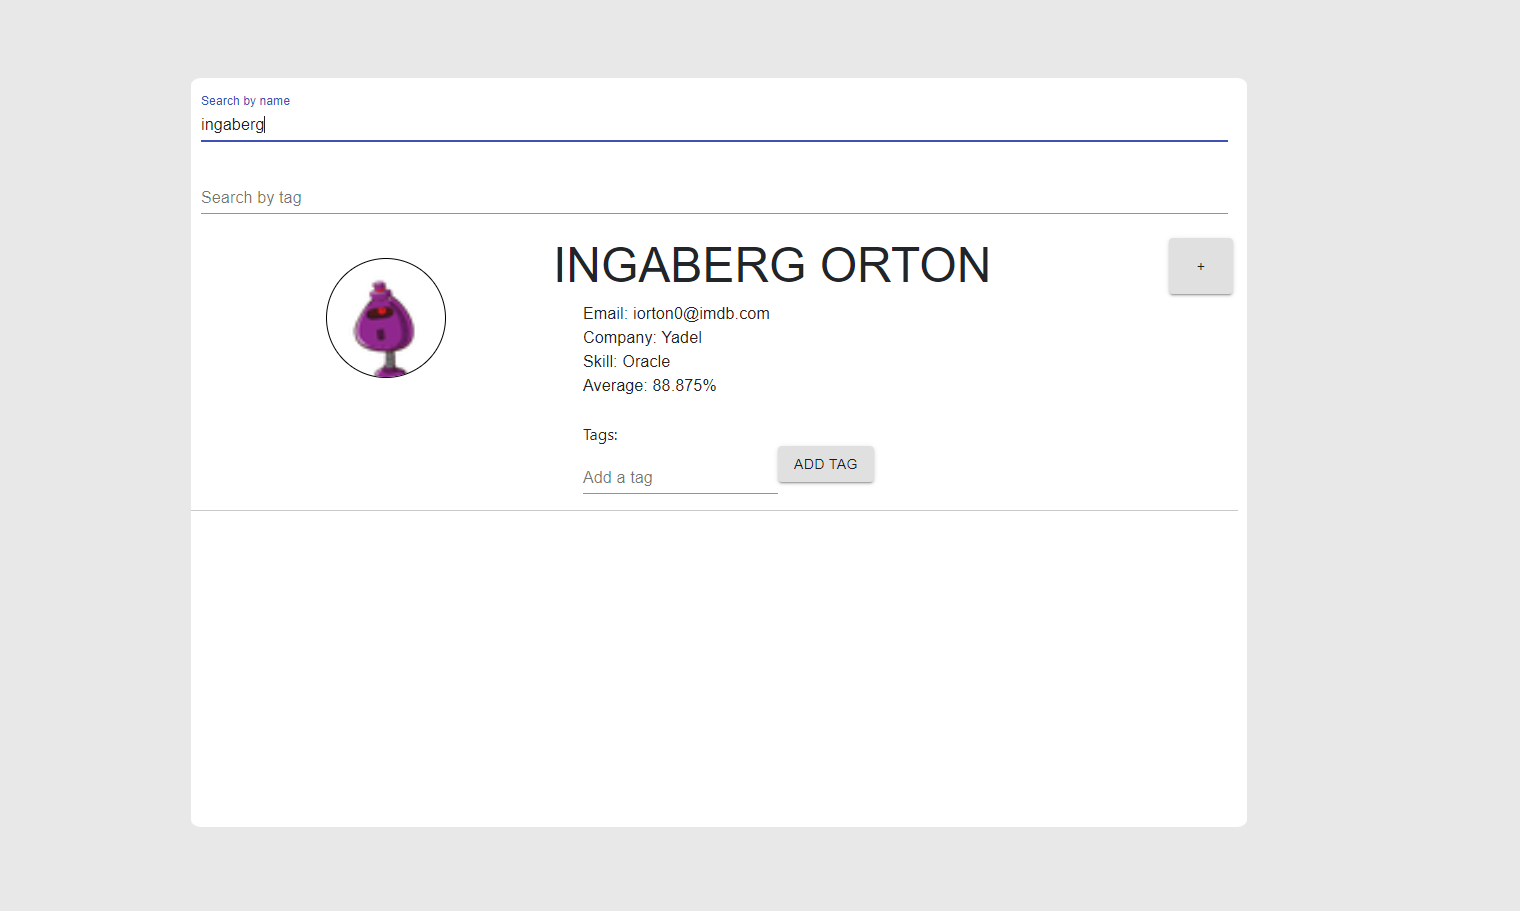 Search by name
ingaberg
Search by tag
INGABERG ORTON
+
Email: iorton0@imdb.com
Company: Yadel
Skill: Oracle
Average: 88.875%
Tags:
Add a tag
ADD TAG